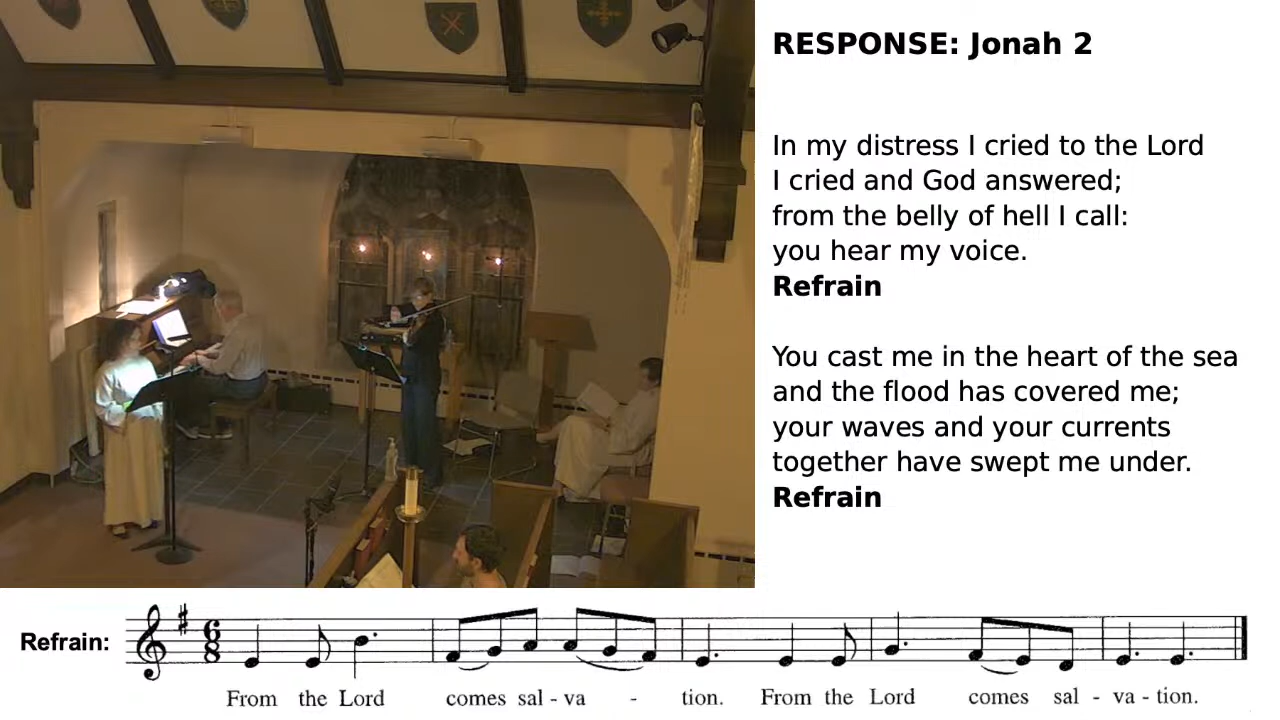 RESPONSE: Jonah 2
In my distress I cried to the Lord
I cried and God answered;
from the belly of hell I call:
you hear my voice.
Refrain
You cast me in the heart of the sea
and the flood has covered me;
your waves and your currents
together have swept me under.
Refrain
Refrain:
6
8
From the Lord comes sal - va - tion. From the Lord comes sal - va - tion.